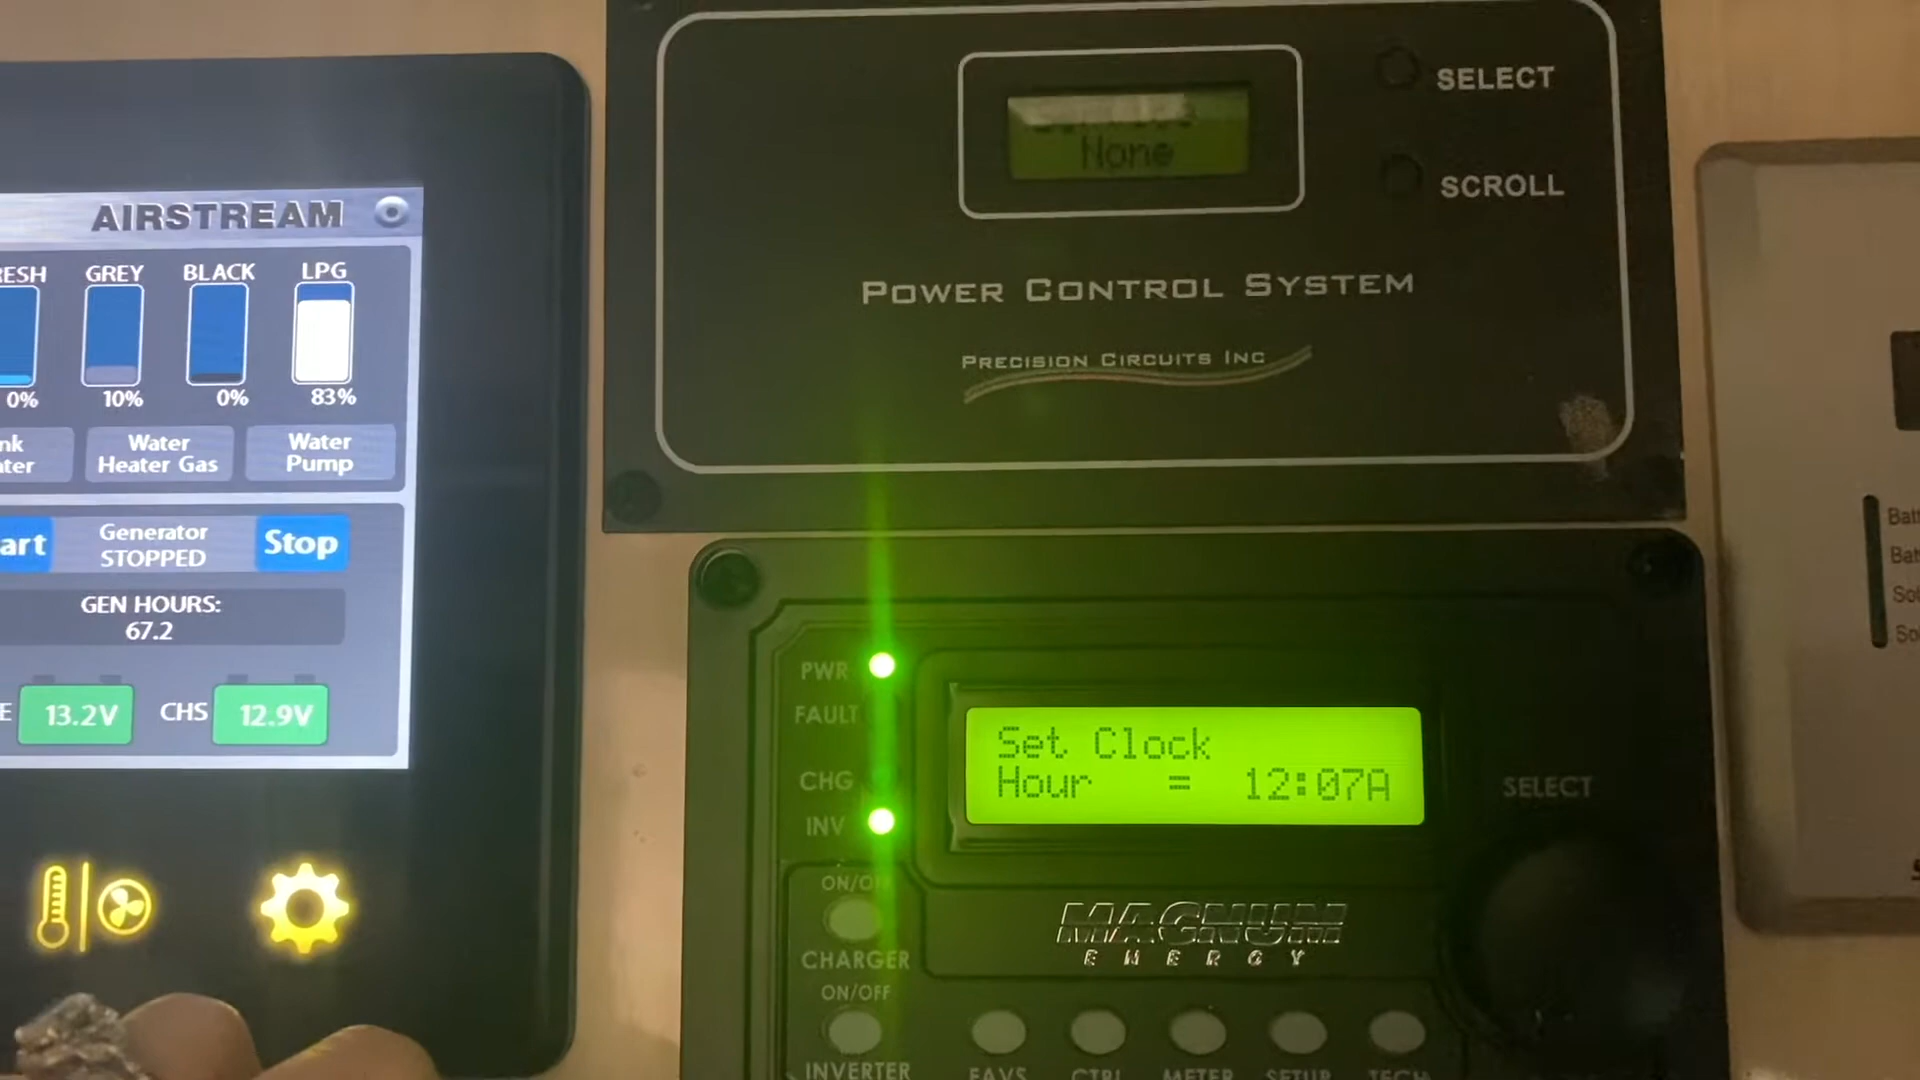 AIRSTREAM
RESH GREY BLACK LPG
0% 10% 0% 83%
Water
Heater Gas
Water
Pump
art
Generator
STOPPED
Stop
GEN HOURS:
67.2
E 13.2V CHS 12.9V
None
SELECT
SCROLL
POWER CONTROL SYSTEM
PRECISION CIRCUITS INC
PWR
FAULT
CHG
INV
Set Clock
Hour = 12:07A
SELECT
MAGNUM
ENERGY
ON/OFF
CHARGER
ON/OFF
INVERTER
FAVS CTRL METER SETUP TECH